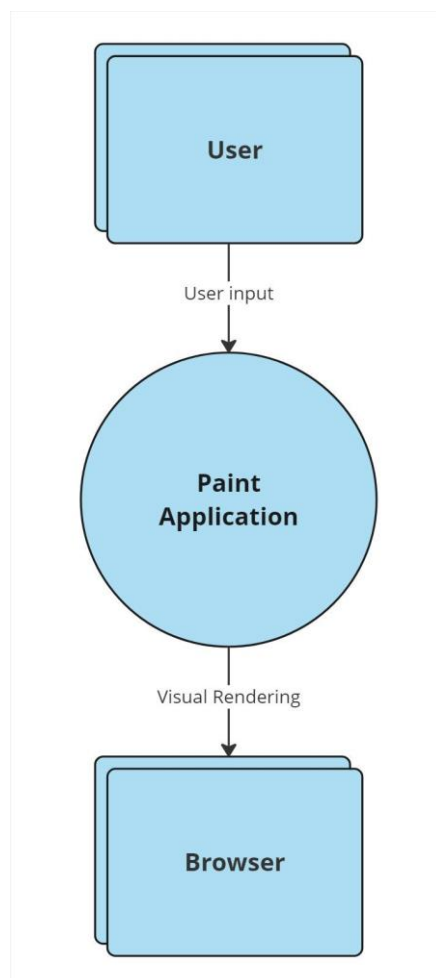 User
User input
Paint
Application
Visual Rendering
Browser